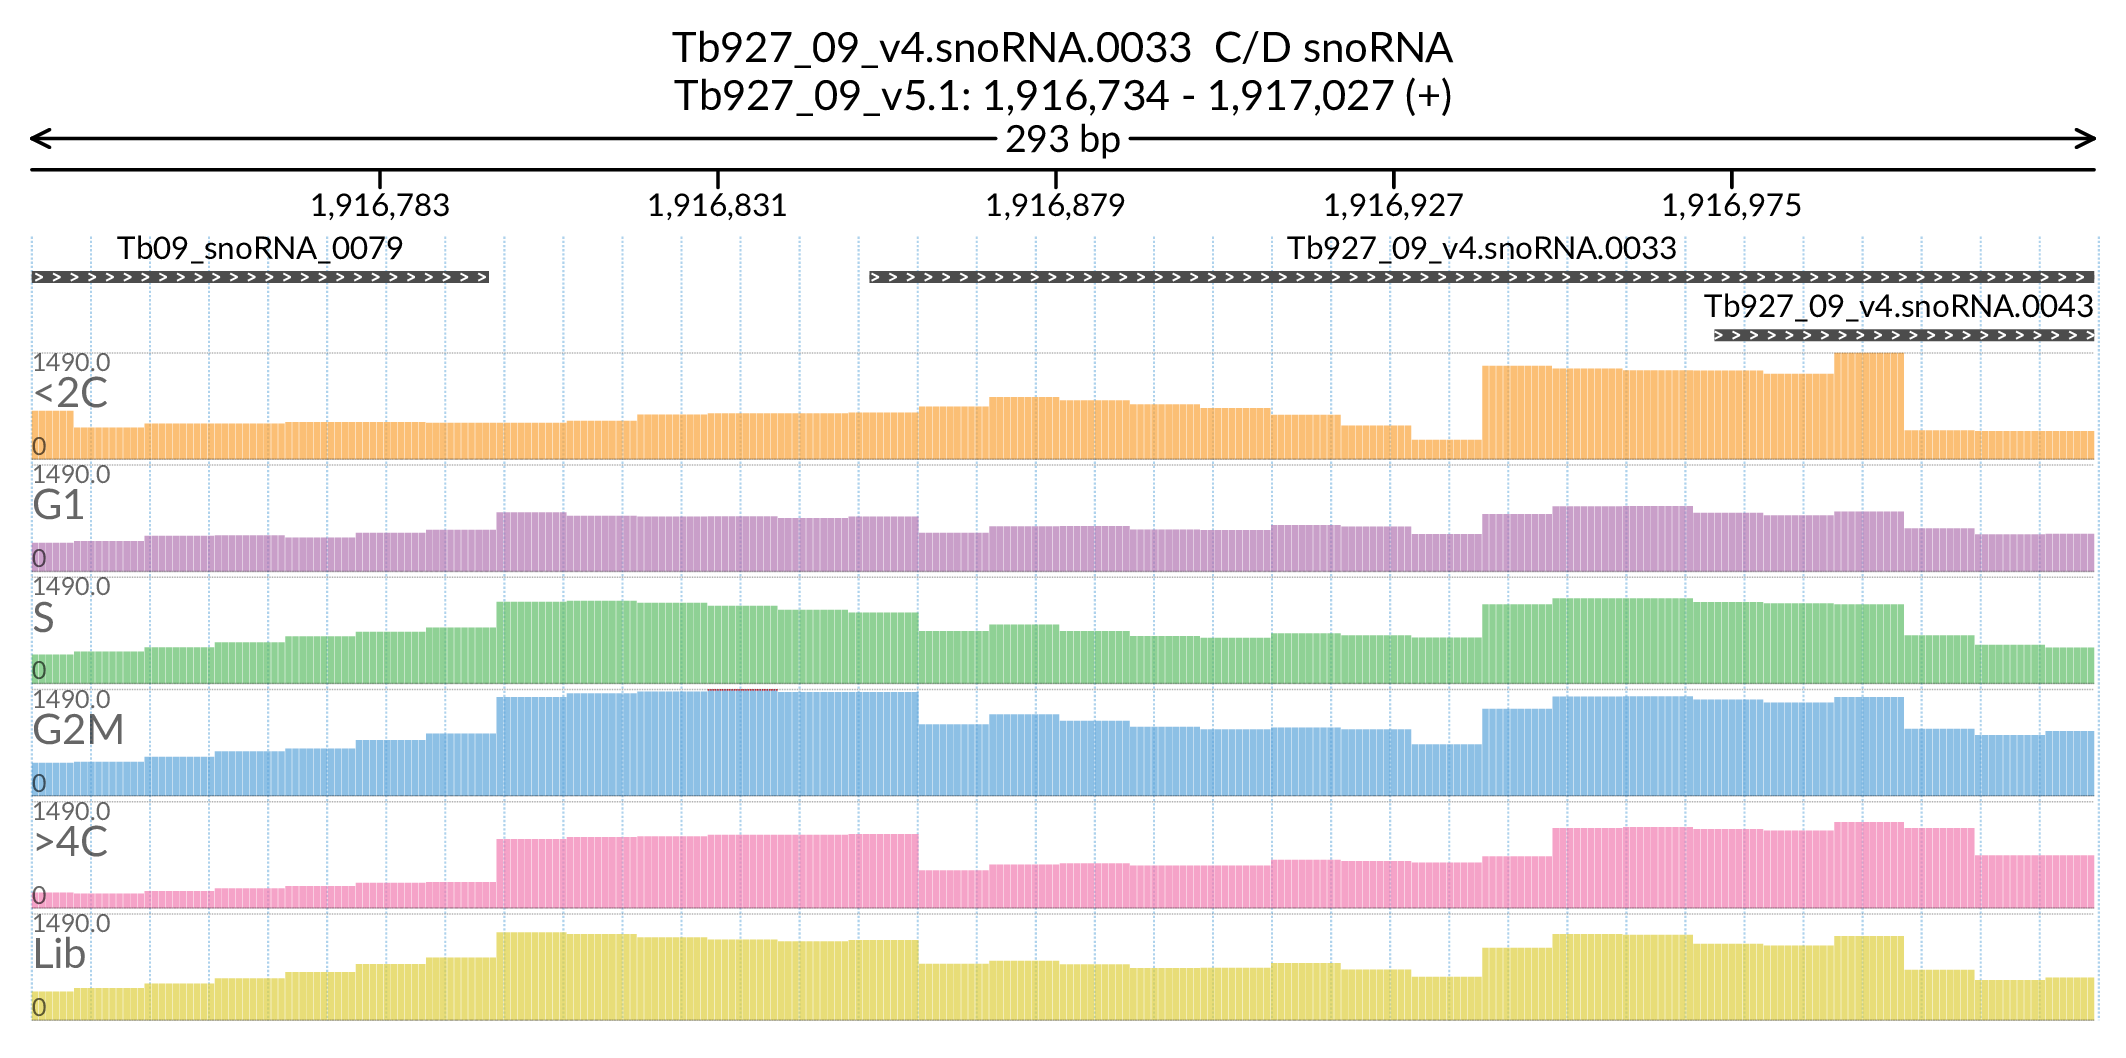 Tb927_09_v4.snoRNA.0033 C/D snoRNA
Tb927_09_v5.1: 1,916,734 - 1,917,027 (+)
293 bp
1,916,783 1,916,831 1,916,879 1,916,927 1,916,975
Tb09_snoRNA_0079 Tb927_09_v4.snoRNA.0033
Tb927_09_v4.snoRNA.0043
1490.0
<2C
0
1490.0
G1
0
1490.0
S
0
1490.0
G2M
0
1490.0
>4C
0
1490.0
Lib
0